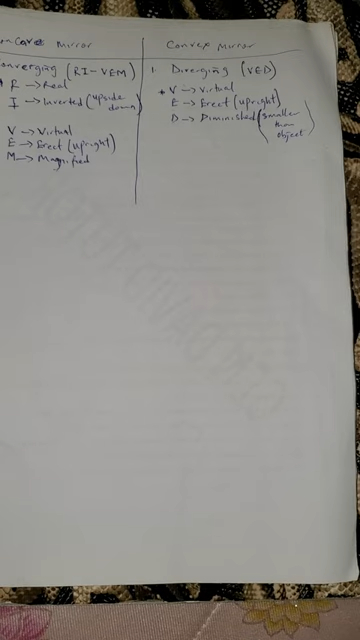 Mirror
Convex Mirror
onverging (RI-VEM)
R → Real
I → Inverted (upside down)
V → Virtual
E → Erect (upright)
M → Magnified
1. Diverging (VED)
* V → Virtual
E → Erect (upright)
D → Diminished (smaller
than
object)